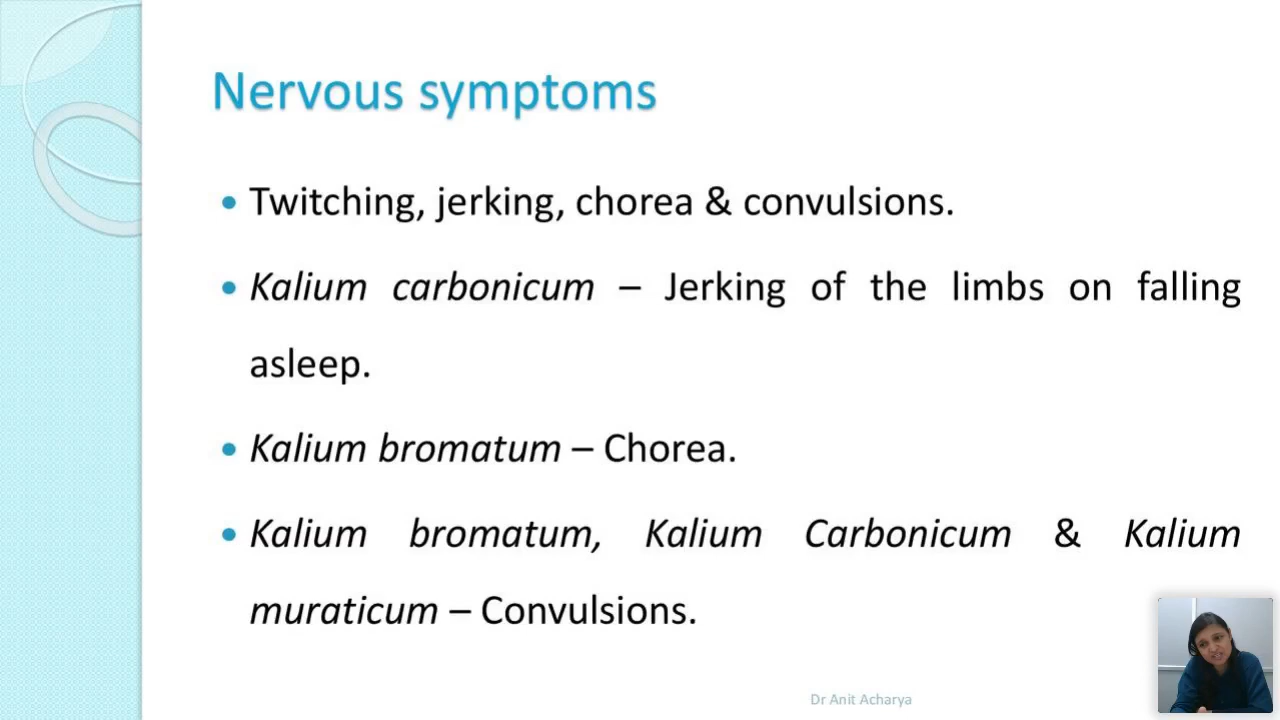 Nervous symptoms
• Twitching, jerking, chorea & convulsions.
• Kalium carbonicum – Jerking of the limbs on falling
asleep.
• Kalium bromatum – Chorea.
• Kalium bromatum, Kalium Carbonicum & Kalium
muraticum – Convulsions.
Dr Anit Acharya